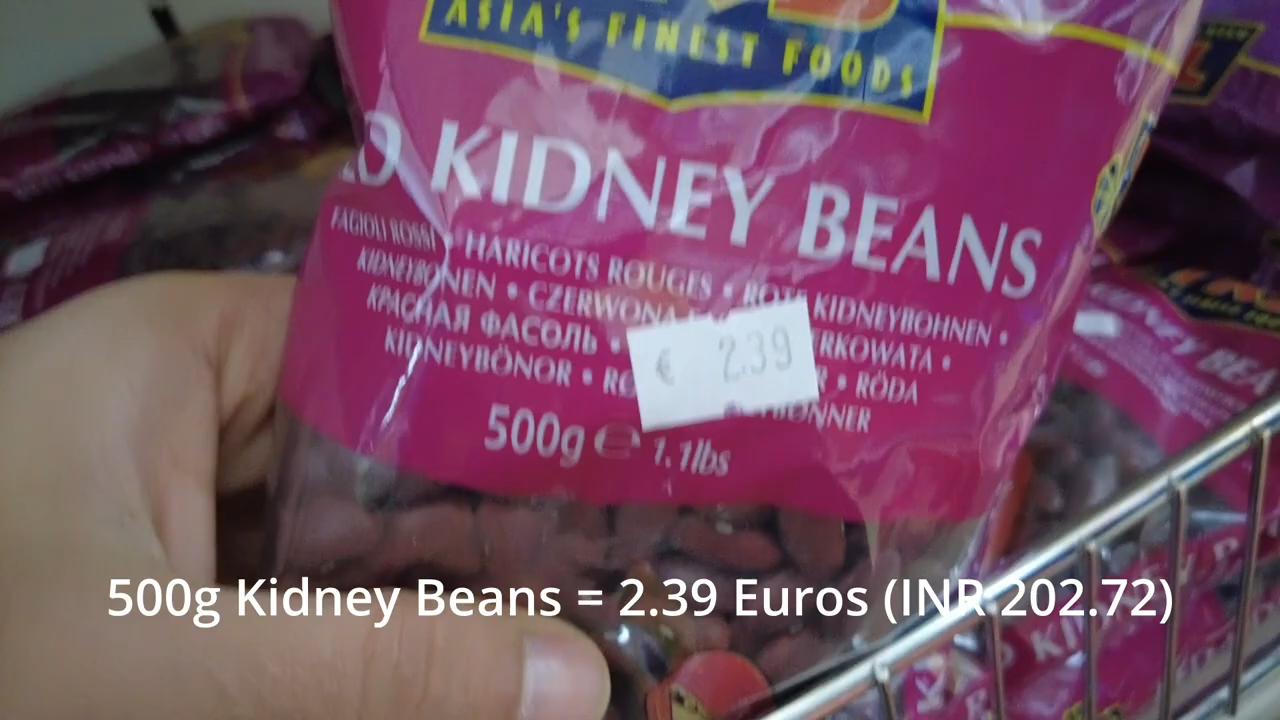 ASIA'S FINEST FOODS
KIDNEY BEANS
FAGIOLI ROSSI • HARICOTS ROUGES • ROTE KIDNEYBOHNEN •
KIDNEYBONEN • CZERWONA
КРАСНАЯ ФАСОЛЬ • ERKOWATA •
KIDNEYBÖNOR • RÖDA
€ 2.39
500g ℮ 1.1lbs
500g Kidney Beans = 2.39 Euros (INR 202.72)